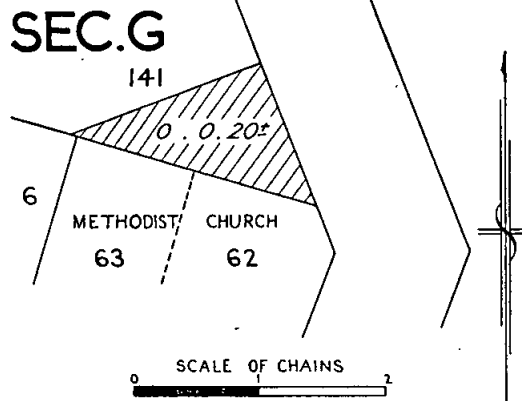 SEC.G
141
0.0.20±
6
METHODIST CHURCH
63 62
SCALE OF CHAINS
0 1 2